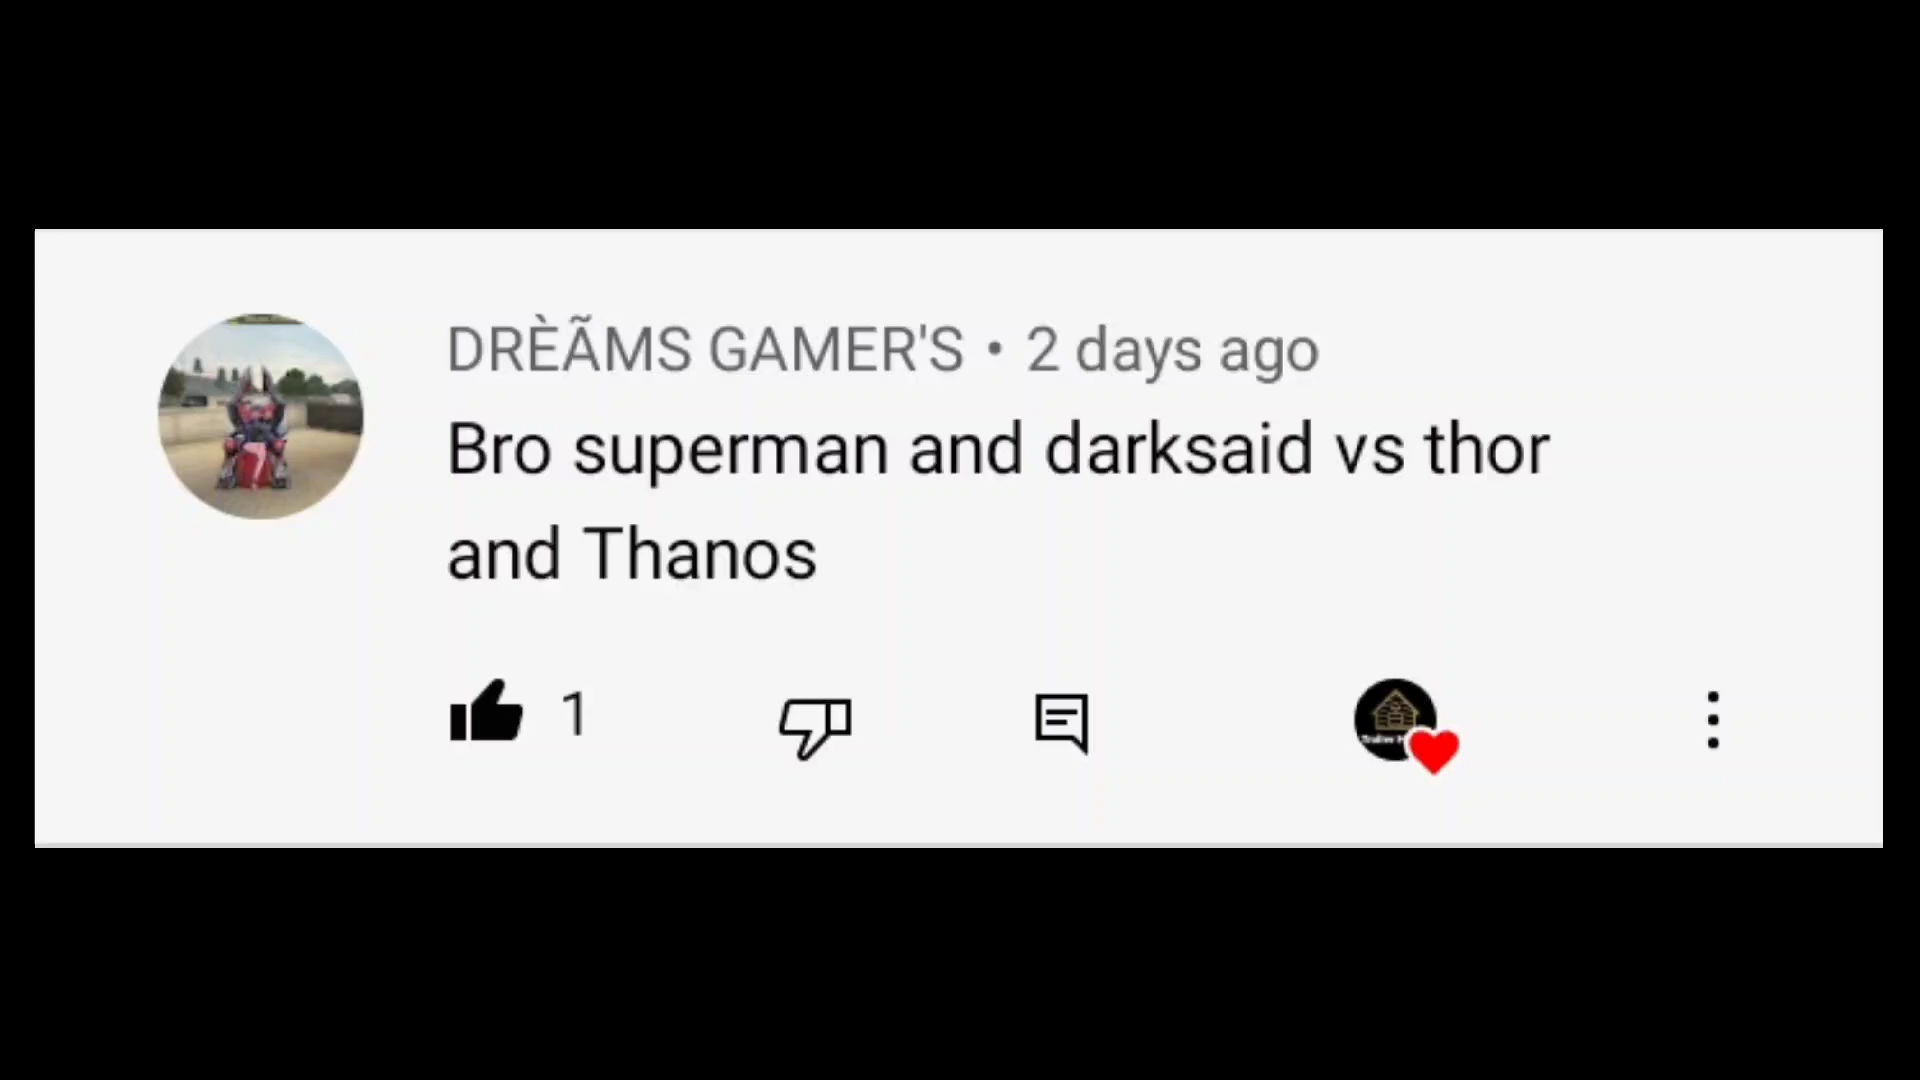 DRÈÃMS GAMER'S • 2 days ago
Bro superman and darksaid vs thor
and Thanos
1